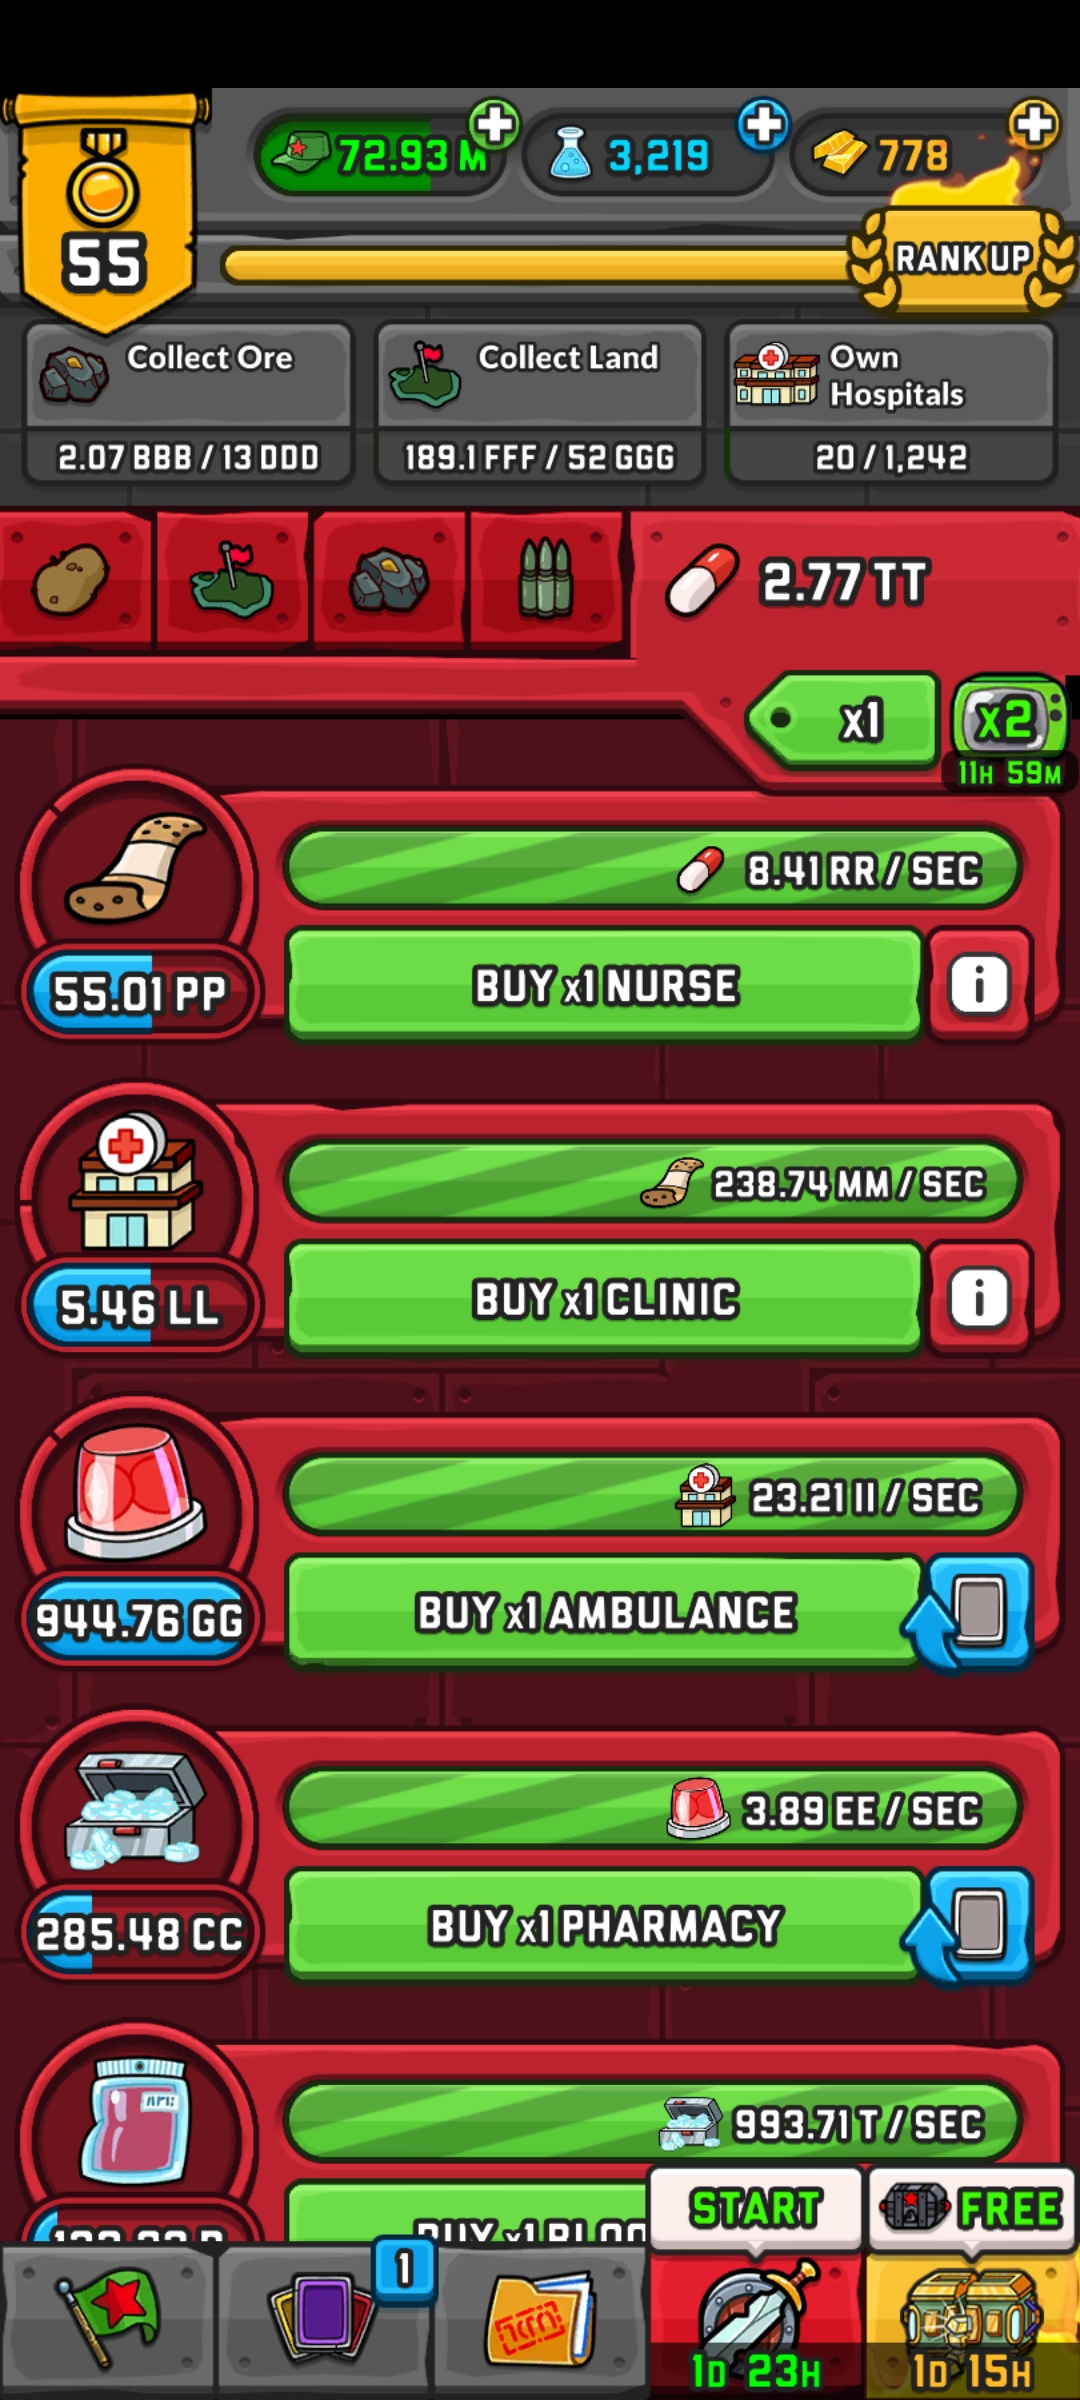 72.93 M
3,219
778
55
RANK UP
Collect Ore
2.07 BBB / 13 DDD
Collect Land
189.1 FFF / 52 GGG
Own
Hospitals
20 / 1,242
2.77 TT
x1
x2
11H 59M
8.41 RR / SEC
55.01 PP
BUY x1 NURSE
i
238.74 MM / SEC
5.46 LL
BUY x1 CLINIC
i
23.21 II / SEC
944.76 GG
BUY x1 AMBULANCE
3.89 EE / SEC
285.48 CC
BUY x1 PHARMACY
993.71 T / SEC
BUY x1
START
FREE
1
1D 23H
1D 15H